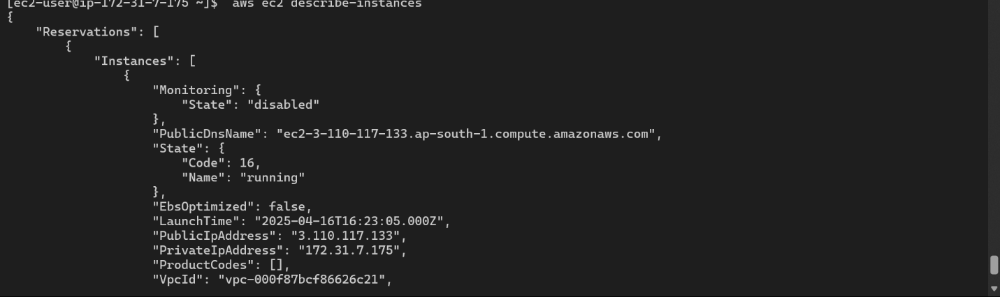 [ec2-user@ip-172-31-7-175 ~]$  aws ec2 describe-instances
{
    "Reservations": [
        {
            "Instances": [
                {
                    "Monitoring": {
                        "State": "disabled"
                    },
                    "PublicDnsName": "ec2-3-110-117-133.ap-south-1.compute.amazonaws.com",
                    "State": {
                        "Code": 16,
                        "Name": "running"
                    },
                    "EbsOptimized": false,
                    "LaunchTime": "2025-04-16T16:23:05.000Z",
                    "PublicIpAddress": "3.110.117.133",
                    "PrivateIpAddress": "172.31.7.175",
                    "ProductCodes": [],
                    "VpcId": "vpc-000f87bcf86626c21",